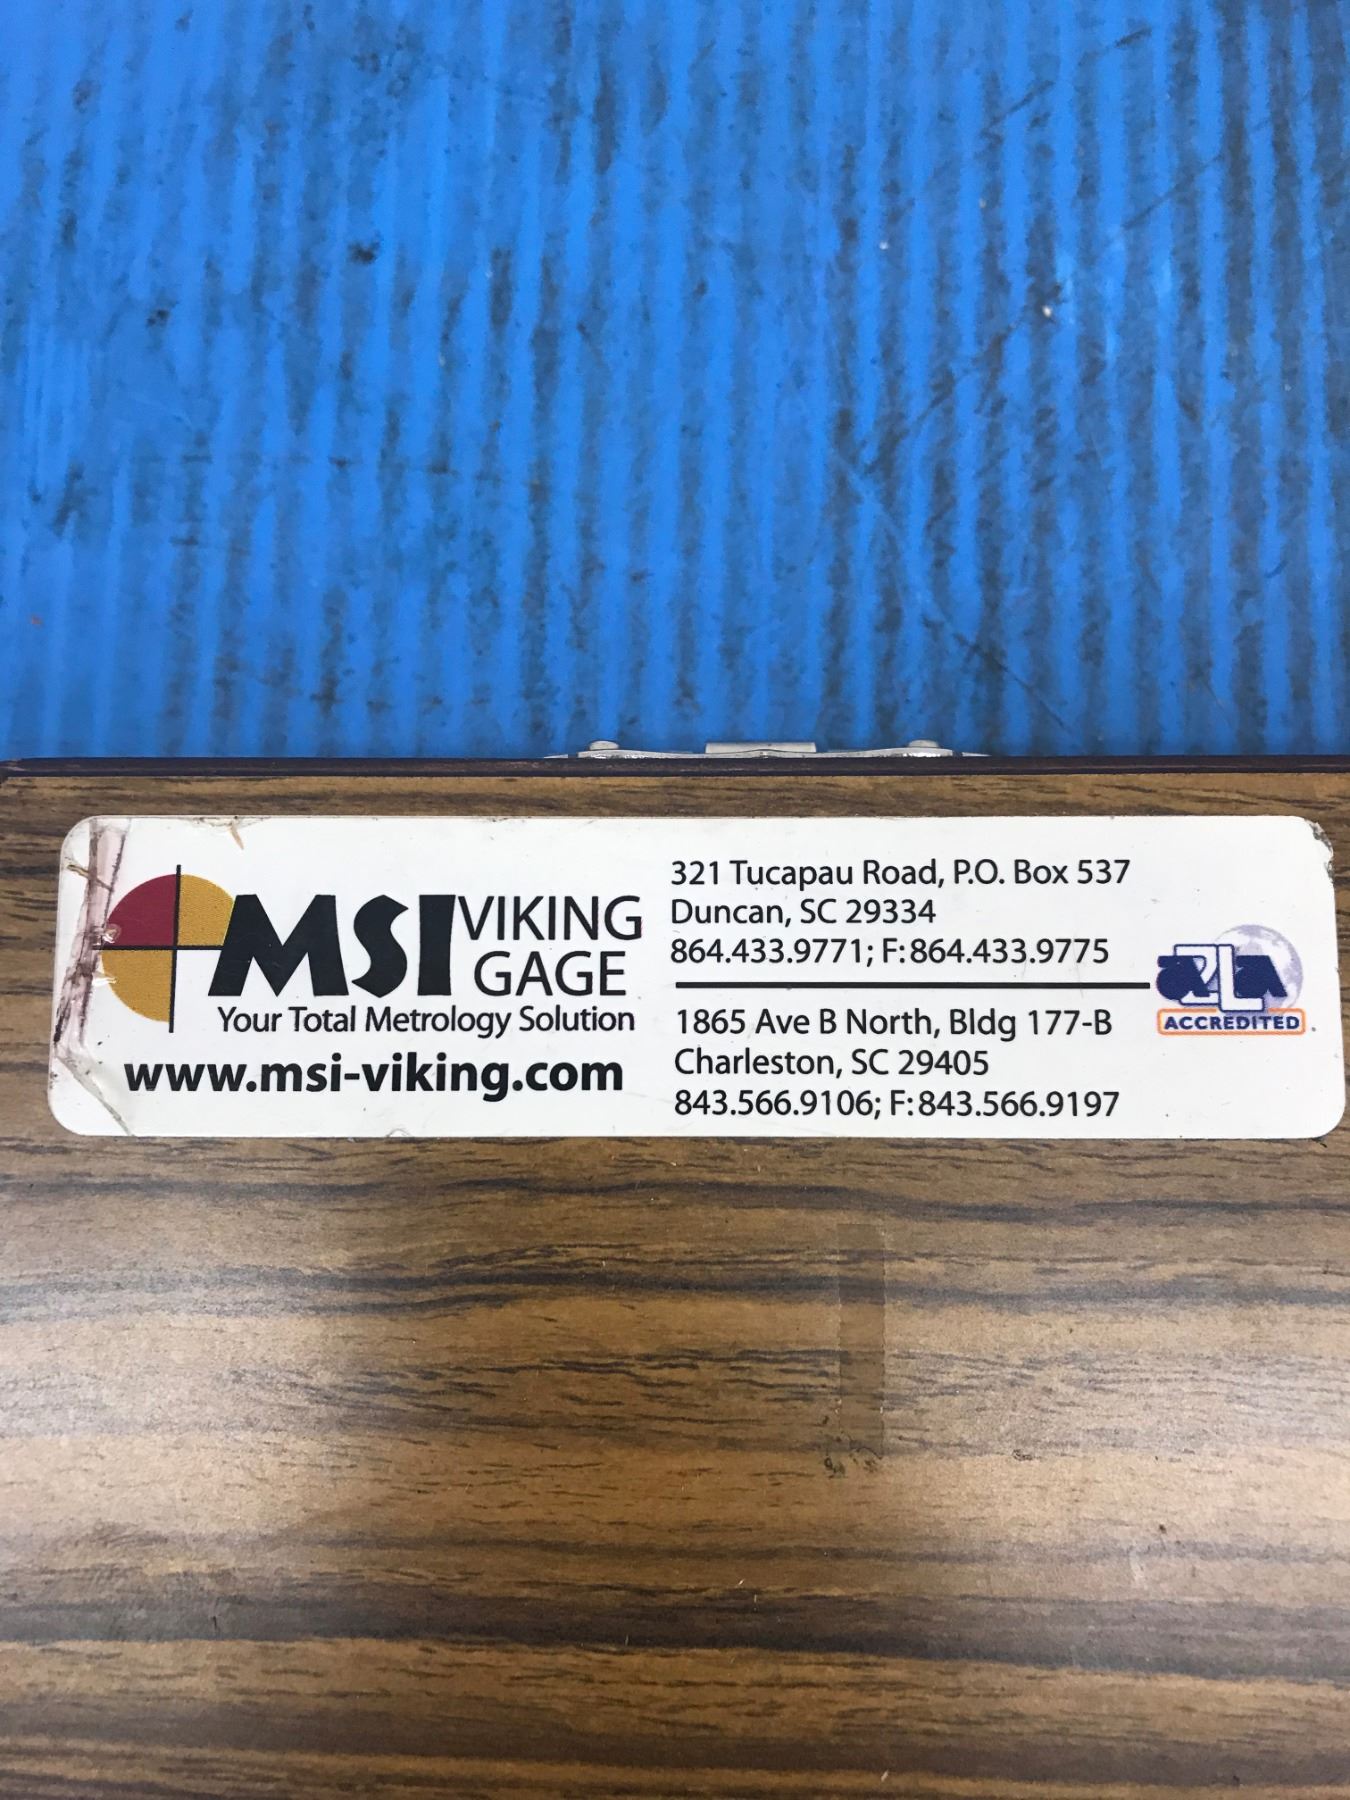 MSI VIKING
GAGE
Your Total Metrology Solution
www.msi-viking.com
321 Tucapau Road, P.O. Box 537
Duncan, SC 29334
864.433.9771; F:864.433.9775
1865 Ave B North, Bldg 177-B
Charleston, SC 29405
843.566.9106; F:843.566.9197
A2LA
ACCREDITED